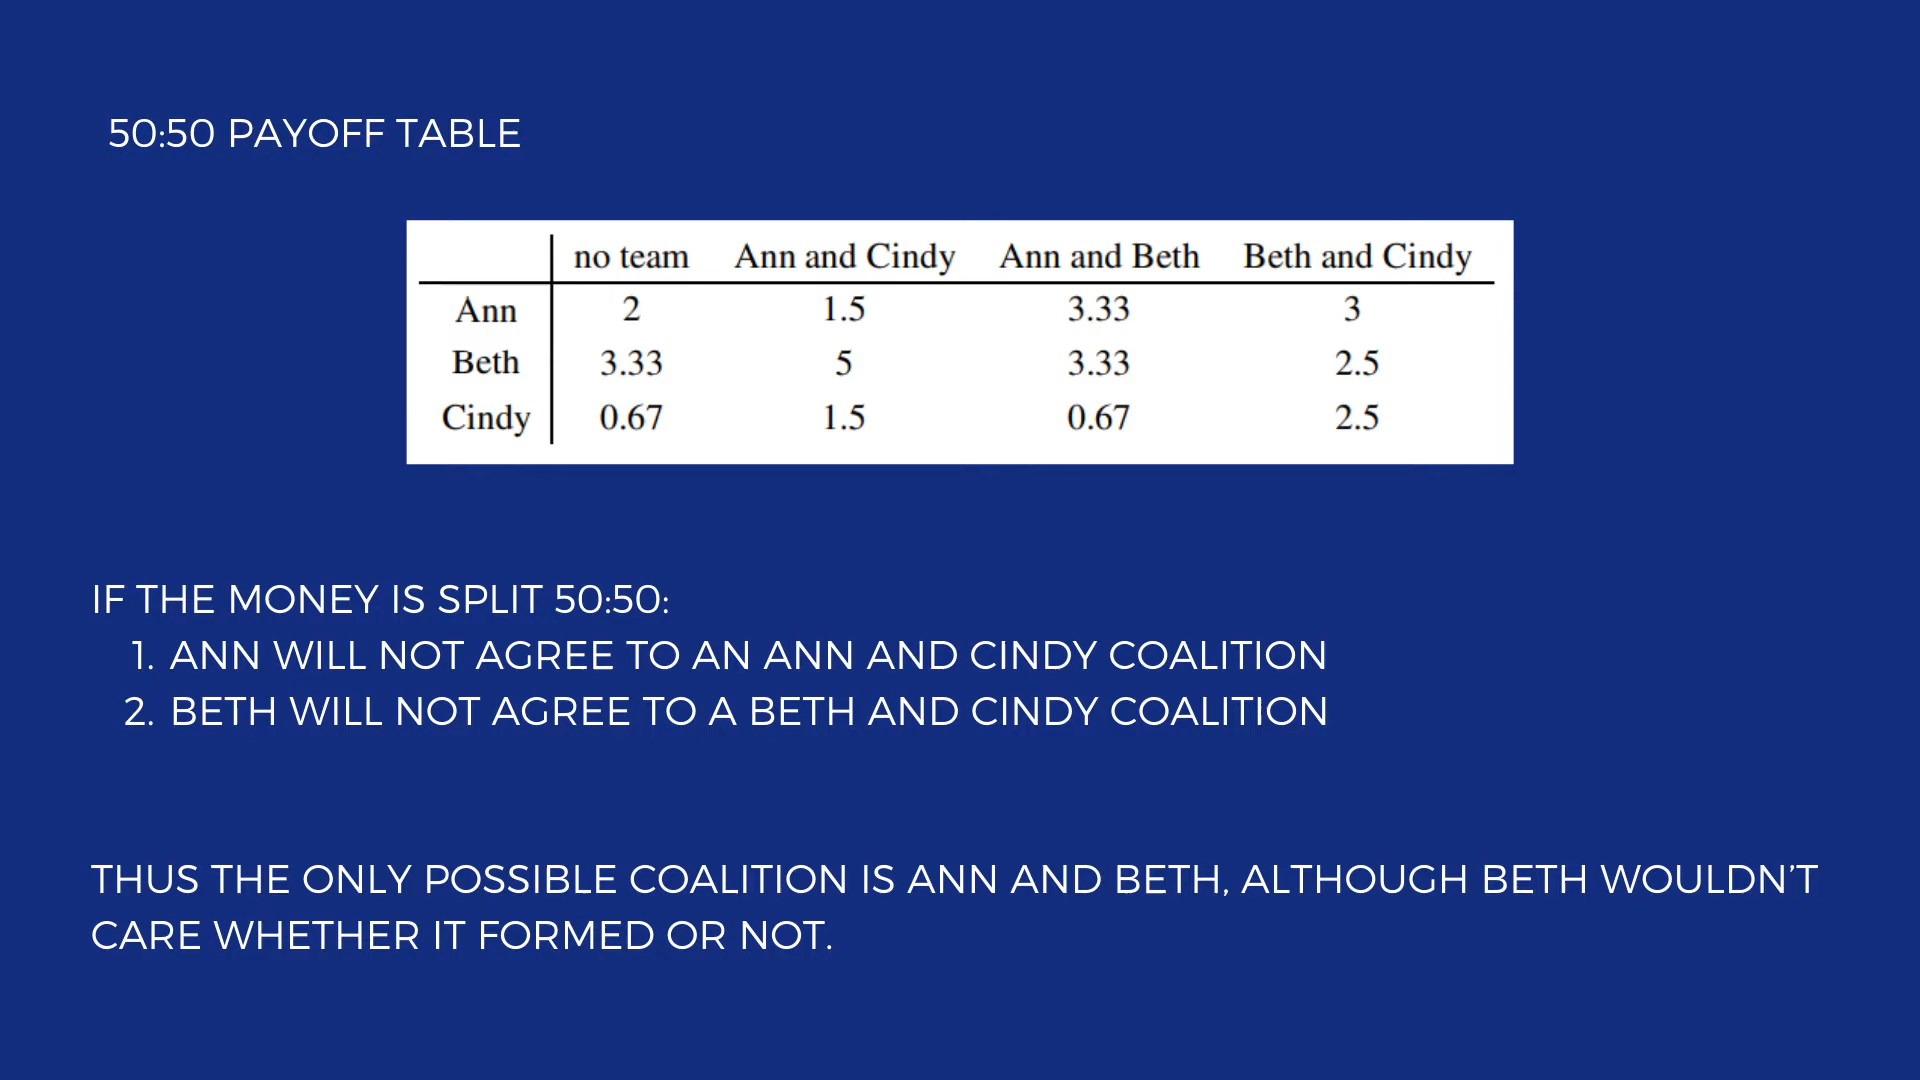 50:50 PAYOFF TABLE
no team Ann and Cindy Ann and Beth Beth and Cindy
Ann 2 1.5 3.33 3
Beth 3.33 5 3.33 2.5
Cindy 0.67 1.5 0.67 2.5
IF THE MONEY IS SPLIT 50:50:
1. ANN WILL NOT AGREE TO AN ANN AND CINDY COALITION
2. BETH WILL NOT AGREE TO A BETH AND CINDY COALITION
THUS THE ONLY POSSIBLE COALITION IS ANN AND BETH, ALTHOUGH BETH WOULDN’T
CARE WHETHER IT FORMED OR NOT.